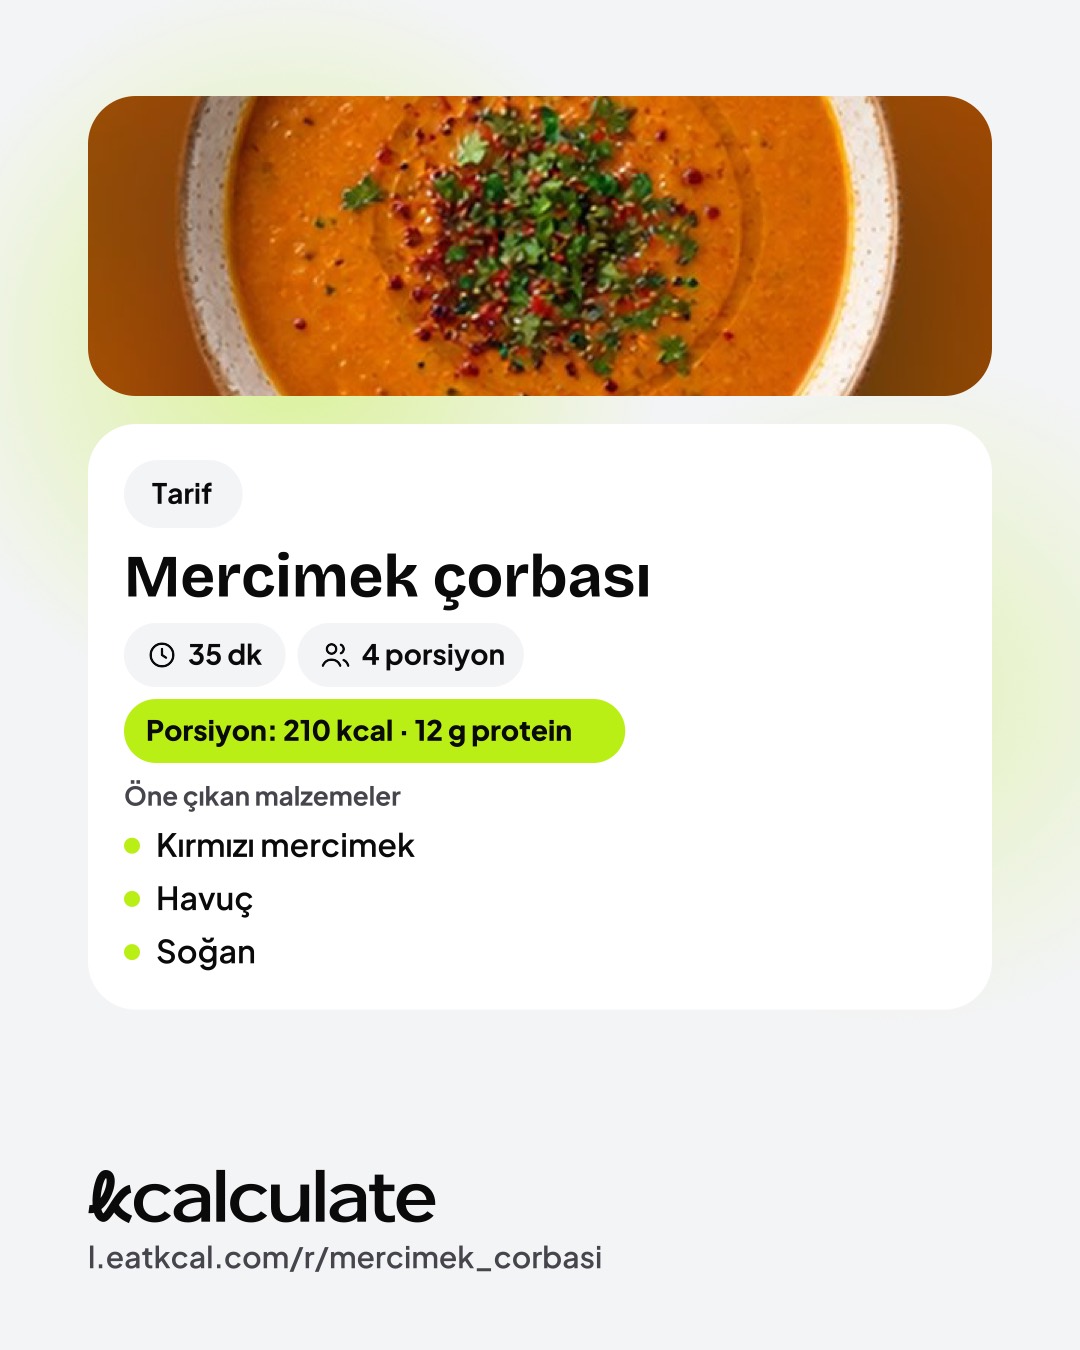 Tarif
Mercimek çorbası
35 dk
4 porsiyon
Porsiyon: 210 kcal · 12 g protein
Öne çıkan malzemeler
Kırmızı mercimek
Havuç
Soğan
kcalculate
l.eatkcal.com/r/mercimek_corbasi